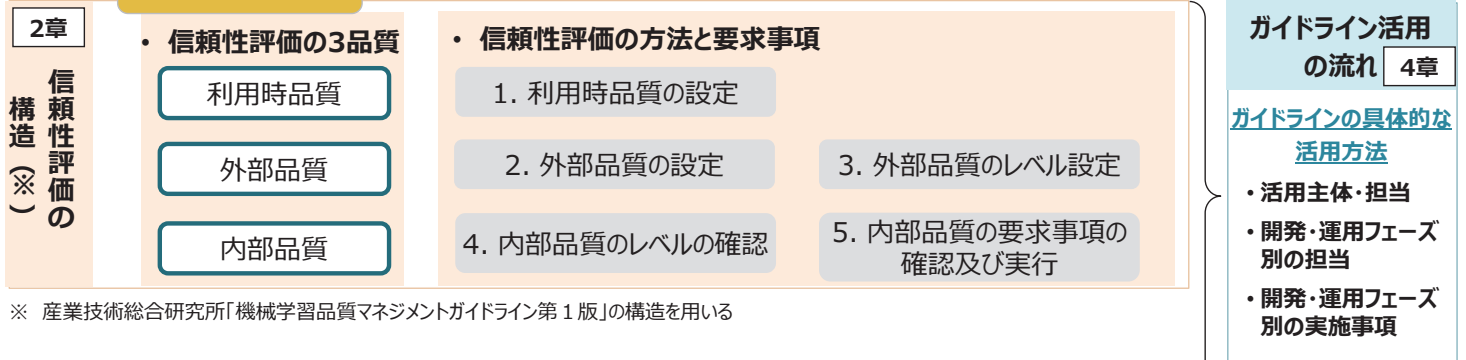 2章
信頼性評価の
構造（※）
・ 信頼性評価の3品質
利用時品質
外部品質
内部品質
・ 信頼性評価の方法と要求事項
1. 利用時品質の設定
2. 外部品質の設定
3. 外部品質のレベル設定
4. 内部品質のレベルの確認
5. 内部品質の要求事項の
確認及び実行
※ 産業技術総合研究所「機械学習品質マネジメントガイドライン第１版」の構造を用いる
ガイドライン活用
の流れ 4章
ガイドラインの具体的な
活用方法
・活用主体・担当
・開発・運用フェーズ
別の担当
・開発・運用フェーズ
別の実施事項